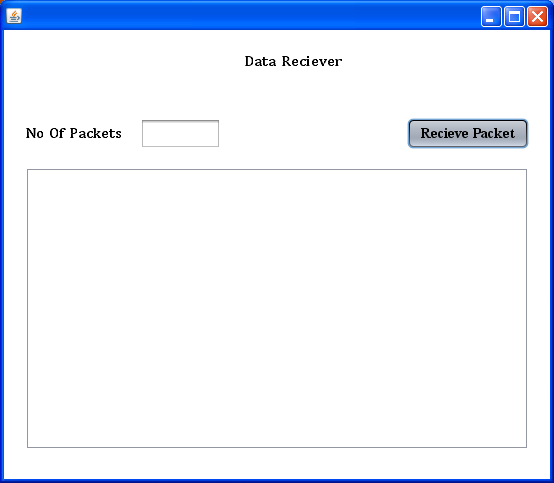 Data Reciever
No Of Packets
Recieve Packet